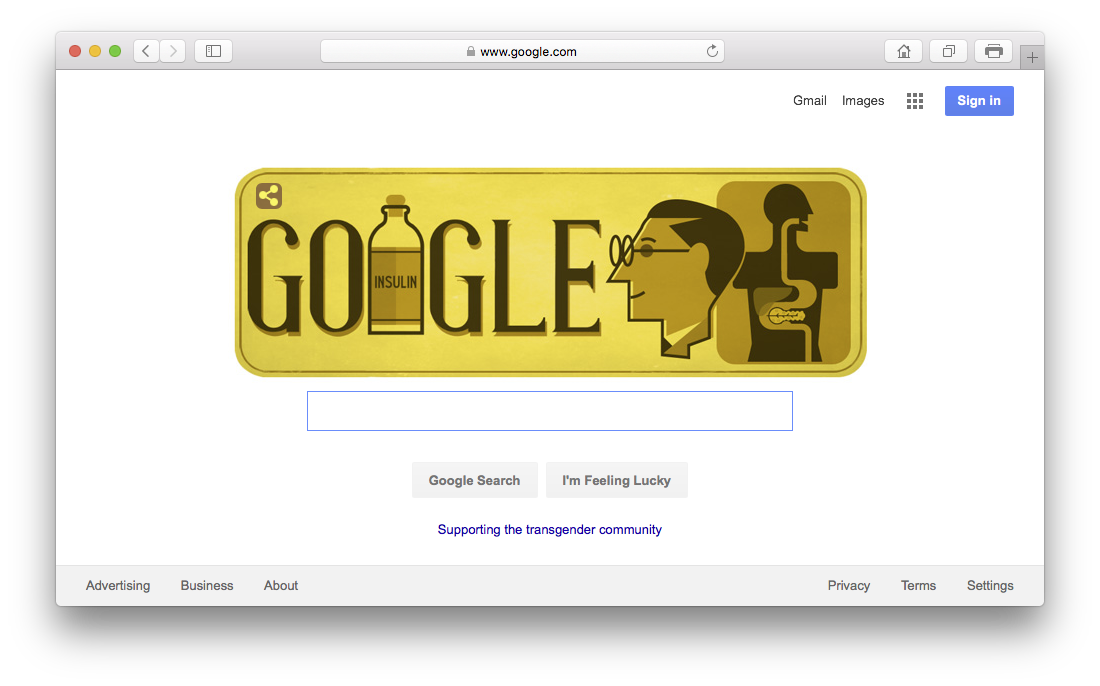 www.google.com
Gmail Images Sign in
GOOGLE
INSULIN
Google Search I'm Feeling Lucky
Supporting the transgender community
Advertising Business About Privacy Terms Settings